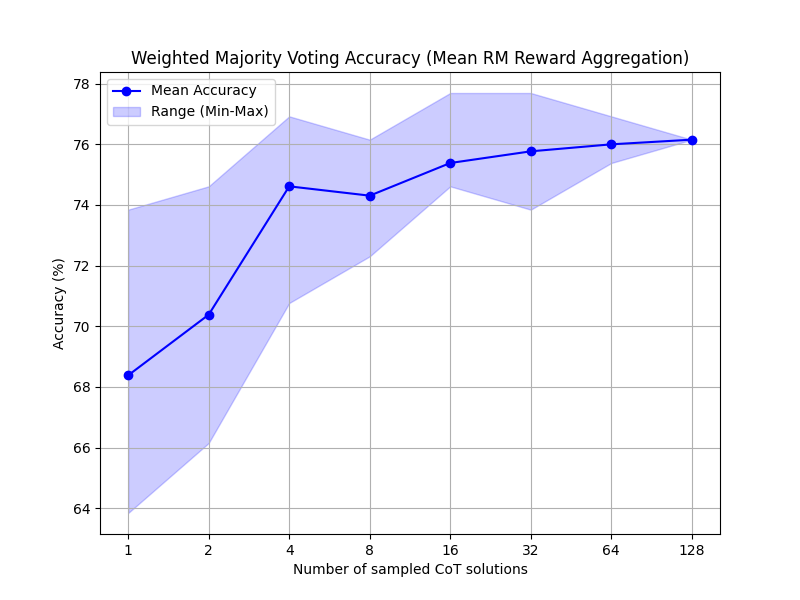 Weighted Majority Voting Accuracy (Mean RM Reward Aggregation)
Mean Accuracy
Range (Min-Max)
Accuracy (%)
78
76
74
72
70
68
66
64
1 2 4 8 16 32 64 128
Number of sampled CoT solutions